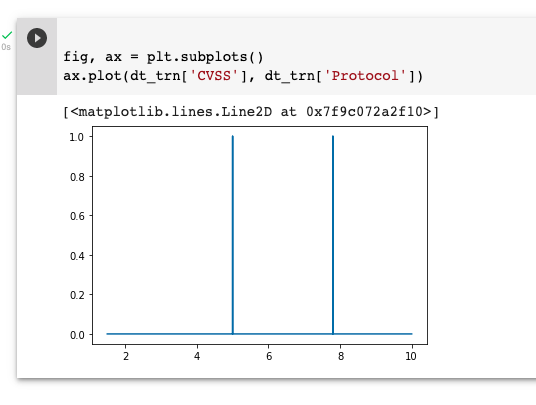 0s
fig, ax = plt.subplots()
ax.plot(dt_trn['CVSS'], dt_trn['Protocol'])
[<matplotlib.lines.Line2D at 0x7f9c072a2f10>]
1.0
0.8
0.6
0.4
0.2
0.0
2 4 6 8 10